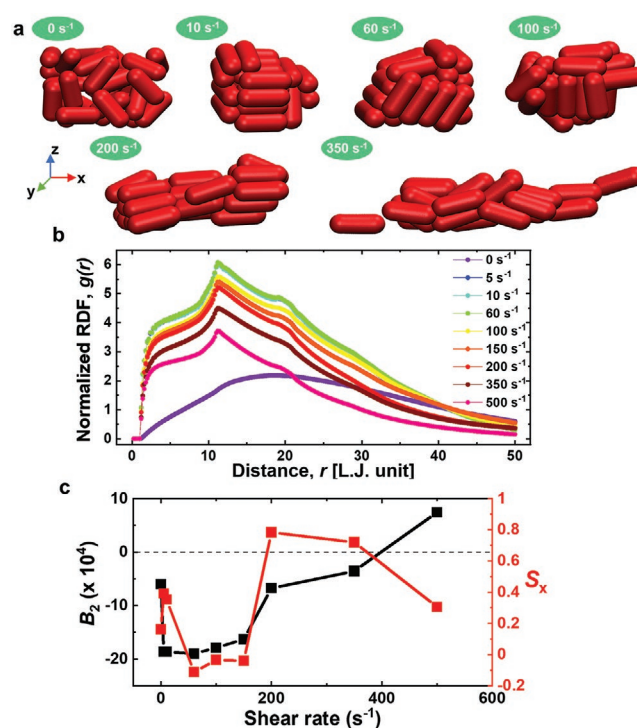 a
0 s⁻¹
10 s⁻¹
60 s⁻¹
100 s⁻¹
200 s⁻¹
350 s⁻¹
z
y
x
b
Normalized RDF, g(r)
6
5
4
3
2
1
0
0 s⁻¹
5 s⁻¹
10 s⁻¹
60 s⁻¹
100 s⁻¹
150 s⁻¹
200 s⁻¹
350 s⁻¹
500 s⁻¹
0 10 20 30 40 50
Distance, r [L.J. unit]
c
B₂ (x 10⁴)
10
0
-10
-20
1
0.8
0.6
0.4
0.2
0
-0.2
Sₓ
0 200 400 600
Shear rate (s⁻¹)